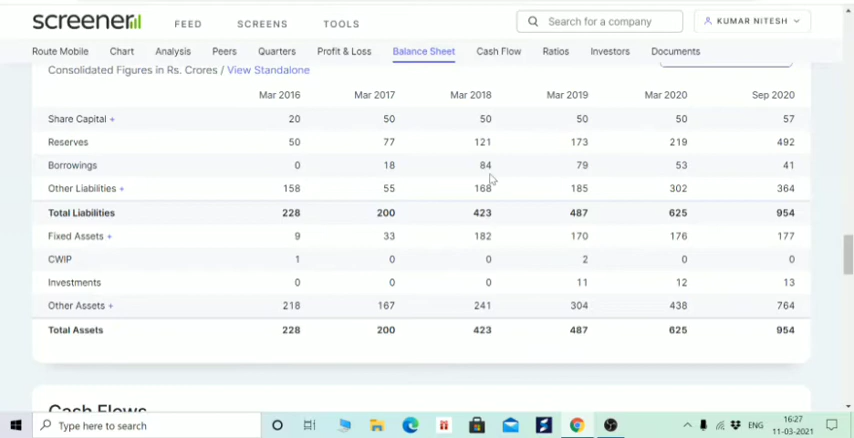 screener
FEED SCREENS TOOLS
Search for a company
KUMAR NITESH
Route Mobile Chart Analysis Peers Quarters Profit & Loss Balance Sheet Cash Flow Ratios Investors Documents
Consolidated Figures in Rs. Crores / View Standalone
Mar 2016 Mar 2017 Mar 2018 Mar 2019 Mar 2020 Sep 2020
Share Capital + 20 50 50 50 50 57
Reserves 50 77 121 173 219 492
Borrowings 0 18 84 79 53 41
Other Liabilities + 158 55 168 185 302 364
Total Liabilities 228 200 423 487 625 954
Fixed Assets + 9 33 182 170 176 177
CWIP 1 0 0 2 0 0
Investments 0 0 0 11 12 13
Other Assets + 218 167 241 304 438 764
Total Assets 228 200 423 487 625 954
Cash Flows
Type here to search
ENG
16:27
11-03-2021